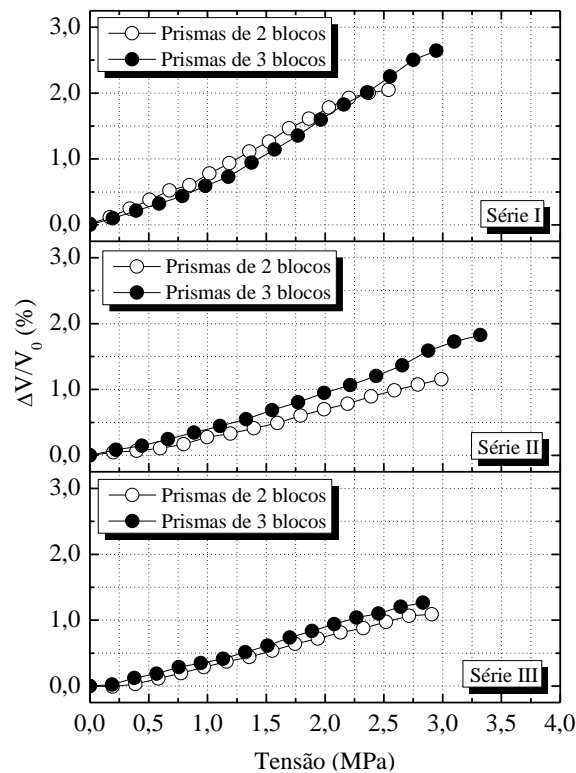 3,0
Prismas de 2 blocos
Prismas de 3 blocos
2,0
1,0
0,0
Série I
3,0
Prismas de 2 blocos
Prismas de 3 blocos
2,0
1,0
0,0
Série II
3,0
Prismas de 2 blocos
Prismas de 3 blocos
2,0
1,0
0,0
Série III
ΔV/V₀ (%)
0,0 0,5 1,0 1,5 2,0 2,5 3,0 3,5 4,0
Tensão (MPa)